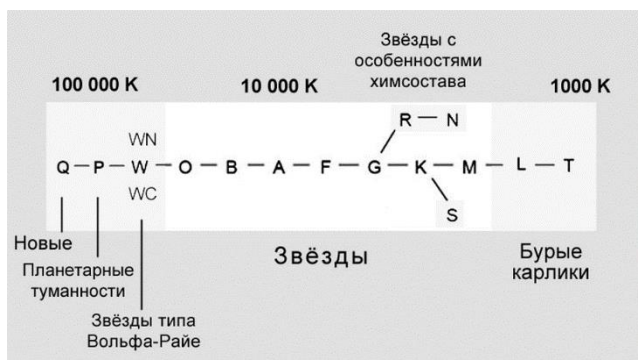 Звёзды с
особенностями
химсостава
100 000 K 10 000 K 1000 K
R — N
WN
Q — P — W — O — B — A — F — G — K — M — L — T
WC
S
Новые
Планетарные
туманности
Звёзды типа
Вольфа-Райе
Звёзды
Бурые
карлики